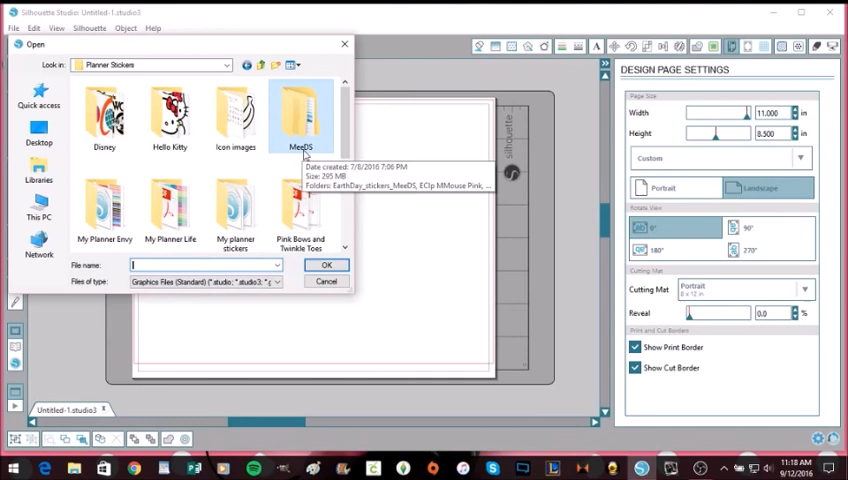 Silhouette Studio: Untitled-1.studio3
File Edit View Silhouette Object Help
Open
Look in: Planner Stickers
Quick access
Desktop
Libraries
This PC
Network
Disney Hello Kitty Icon images MeeDS
Date created: 7/8/2016 7:06 PM
Size: 295 MB
Folders: EarthDay_stickers_MeeDS, EClip MMouse Pink, ...
My Planner Envy My Planner Life My planner stickers Pink Bows and Twinkle Toes
File name:
OK
Files of type: Graphics Files (Standard) (*.studio; *.studio3; *.g
Cancel
silhouette
DESIGN PAGE SETTINGS
Page Size
Width 11.000 in
Height 8.500 in
Custom
Portrait Landscape
Rotate View
0° 90°
180° 270°
Cutting Mat
Cutting Mat Portrait
8 x 12 in
Reveal 0.0 %
Print and Cut Borders
Show Print Border
Show Cut Border
Untitled-1.studio3
11:18 AM
9/12/2016